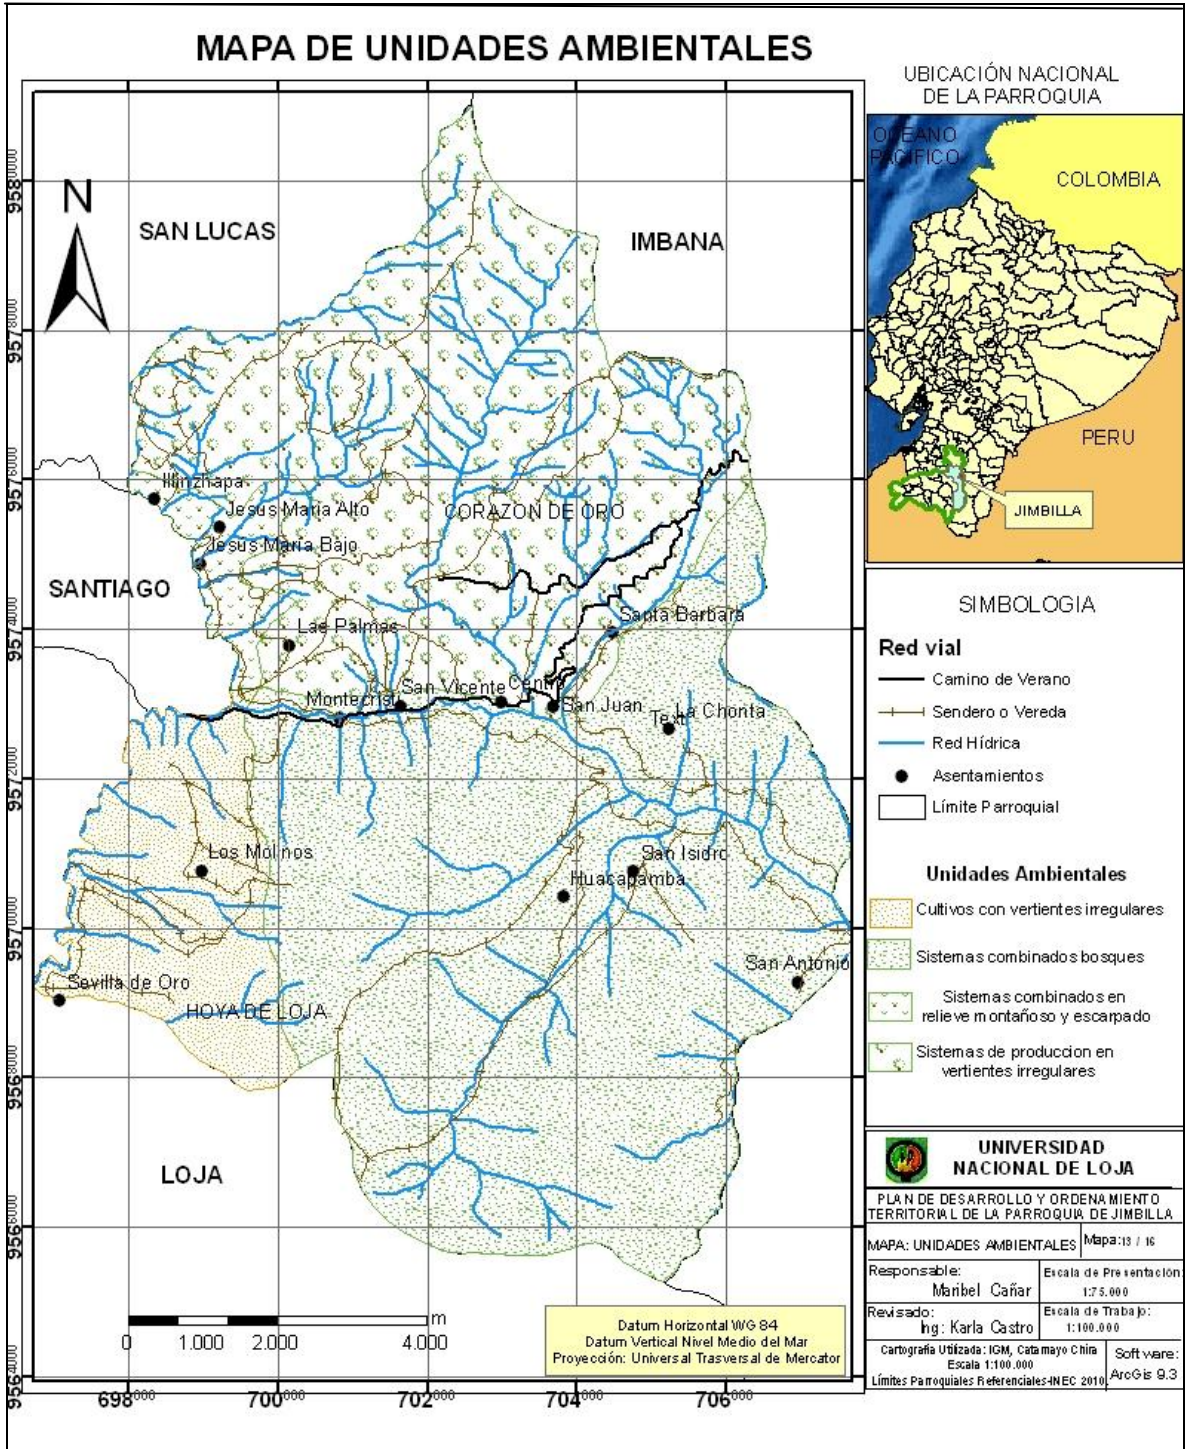 MAPA DE UNIDADES AMBIENTALES
UBICACIÓN NACIONAL
DE LA PARROQUIA
OCEANO
PACIFICO
COLOMBIA
PERU
JIMBILLA
N
SAN LUCAS
IMBANA
SANTIAGO
LOJA
9580000
9578000
9576000
9574000
9572000
9570000
9568000
9566000
9564000
Illinzhapa
Jesus Maria Alto
Jesus Maria Bajo
CORAZON DE ORO
Las Palmas
Santa Barbara
Montecristi
San Vicente
Centro
San Juan
Text
La Chonta
Los Molinos
San Isidro
Huacapamba
San Antonio
Sevilla de Oro
HOYA DE LOJA
m
0 1.000 2.000 4.000
Datum Horizontal WG 84
Datum Vertical Nivel Medio del Mar
Proyección: Universal Trasversal de Mercator
698000 700000 702000 704000 706000
SIMBOLOGIA
Red vial
Camino de Verano
Sendero o Vereda
Red Hídrica
Asentamientos
Límite Parroquial
Unidades Ambientales
Cultivos con vertientes irregulares
Sistemas combinados bosques
Sistemas combinados en
relieve montañoso y escarpado
Sistemas de produccion en
vertientes irregulares
UNIVERSIDAD
NACIONAL DE LOJA
PLAN DE DESARROLLO Y ORDENAMIENTO
TERRITORIAL DE LA PARROQUIA DE JIMBILLA
MAPA: UNIDADES AMBIENTALES
Mapa:13 / 16
Responsable:
Maribel Cañar
Escala de Presentación:
1:75.000
Revisado:
Ing: Karla Castro
Escala de Trabajo:
1:100.000
Cartografía Utilizada: IGM, Catamayo Chira
Escala 1:100.000
Límites Parroquiales Referenciales-INEC 2010.
Software:
ArcGis 9.3